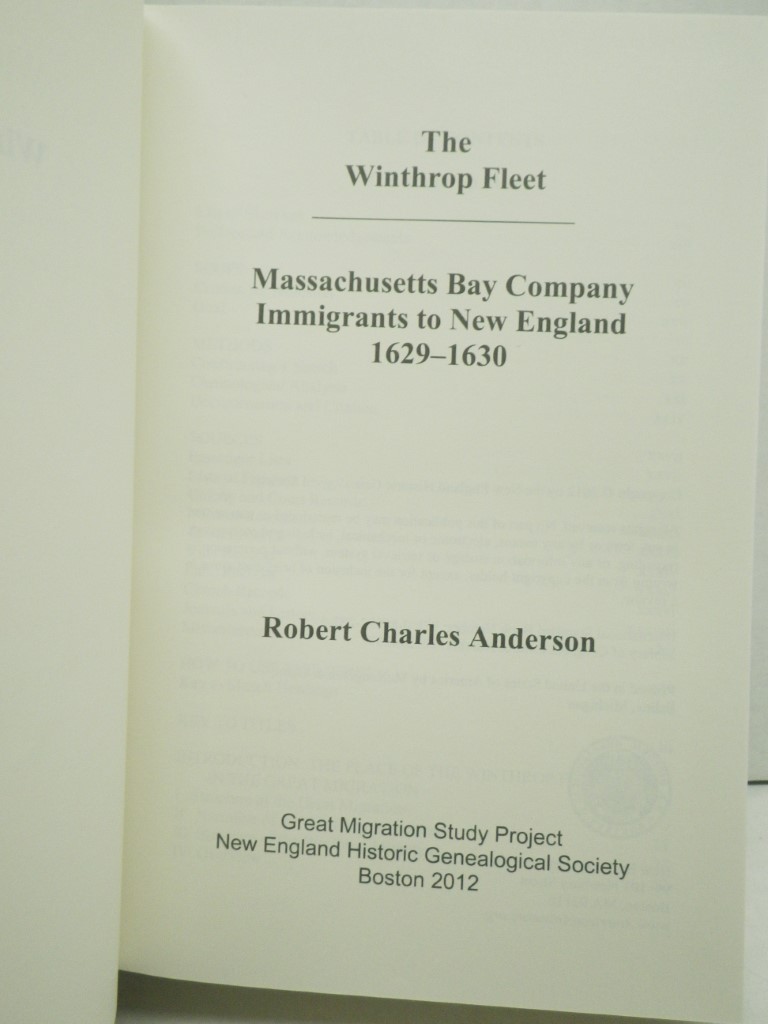 The
Winthrop Fleet
Massachusetts Bay Company
Immigrants to New England
1629–1630
Robert Charles Anderson
Great Migration Study Project
New England Historic Genealogical Society
Boston 2012